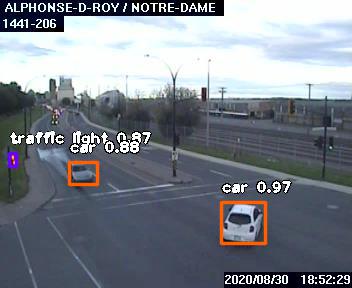 ALPHONSE-D-ROY / NOTRE-DAME
1441-206
traffic light 0.87
car 0.88
car 0.97
2020/08/30 18:52:29